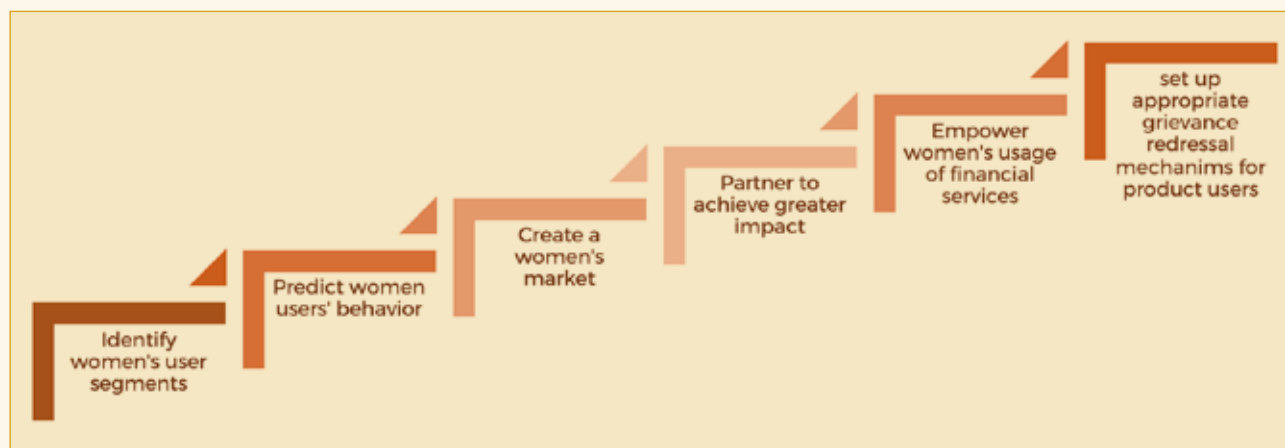 Identify
women's user
segments
Predict women
users' behavior
Create a
women's
market
Partner to
achieve greater
impact
Empower
women's usage
of financial
services
set up
appropriate
grievance
redressal
mechanims for
product users